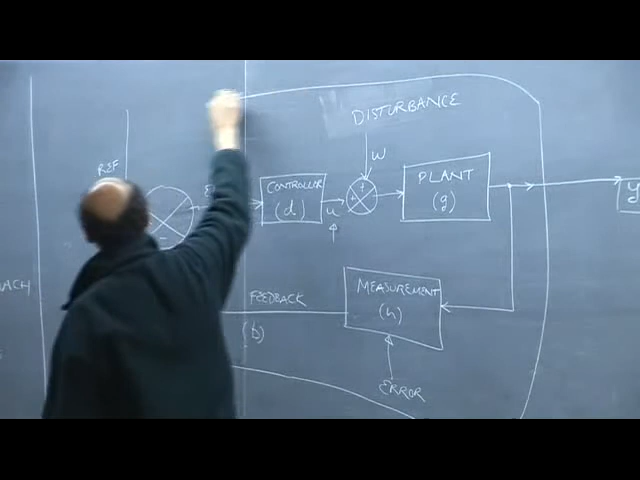 DISTURBANCE
W
REF
CONTROLLER
(d)
u
+
PLANT
(g)
y
-
MEASUREMENT
(h)
FEEDBACK
(b)
ERROR
ACH